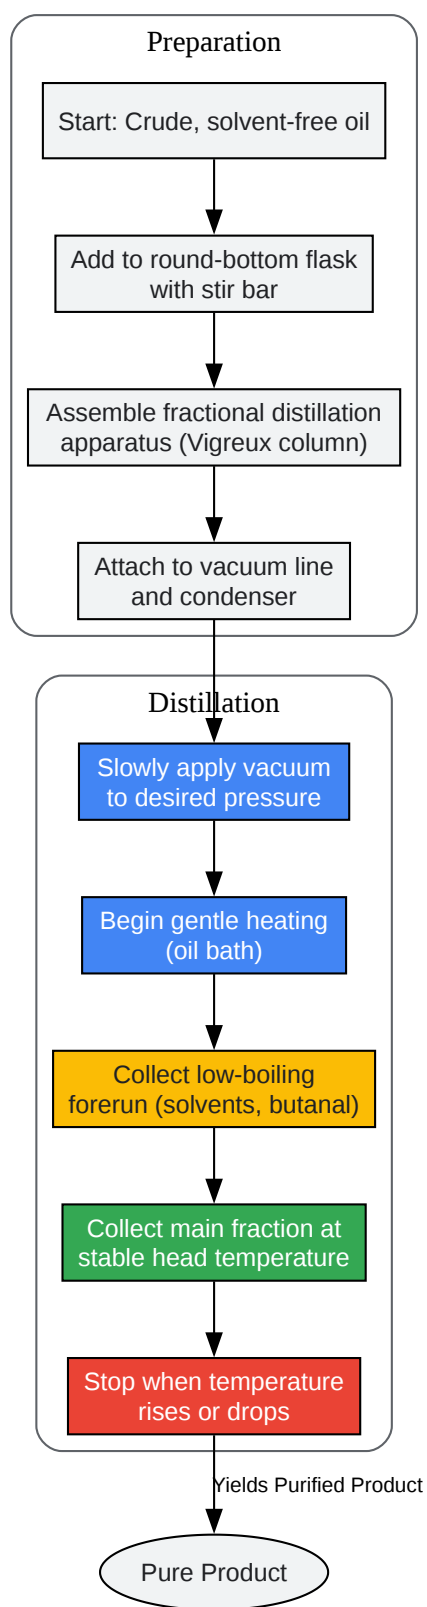 Preparation
Start: Crude, solvent-free oil
Add to round-bottom flask
with stir bar
Assemble fractional distillation
apparatus (Vigreux column)
Attach to vacuum line
and condenser
Distillation
Slowly apply vacuum
to desired pressure
Begin gentle heating
(oil bath)
Collect low-boiling
forerun (solvents, butanal)
Collect main fraction at
stable head temperature
Stop when temperature
rises or drops
Yields Purified Product
Pure Product